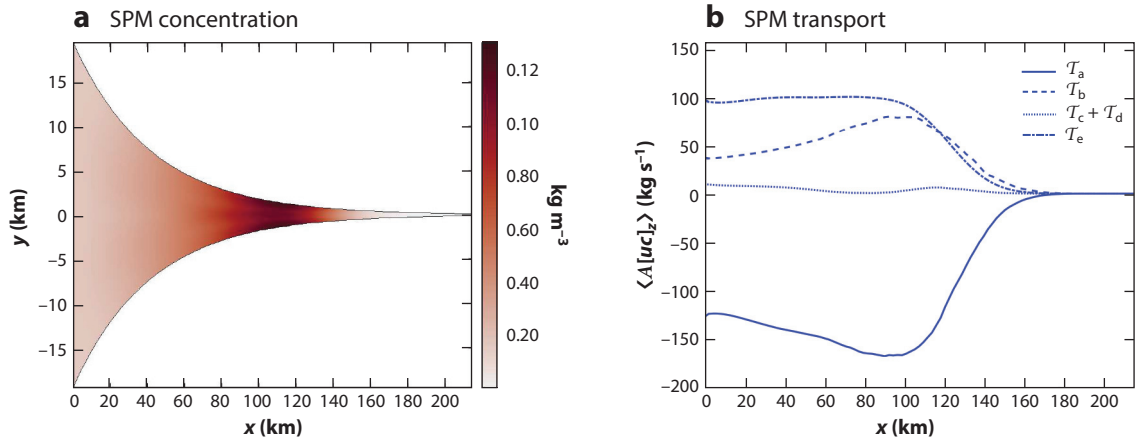 a SPM concentration
15
10
5
0
−5
−10
−15
y (km)
0 20 40 60 80 100 120 140 160 180 200
x (km)
0.12
0.10
0.80
0.60
0.40
0.20
kg m⁻³
b SPM transport
150
100
50
0
−50
−100
−150
−200
⟨A[uc]z⟩ (kg s⁻¹)
0 20 40 60 80 100 120 140 160 180 200
x (km)
𝒯a
𝒯b
𝒯c + 𝒯d
𝒯e